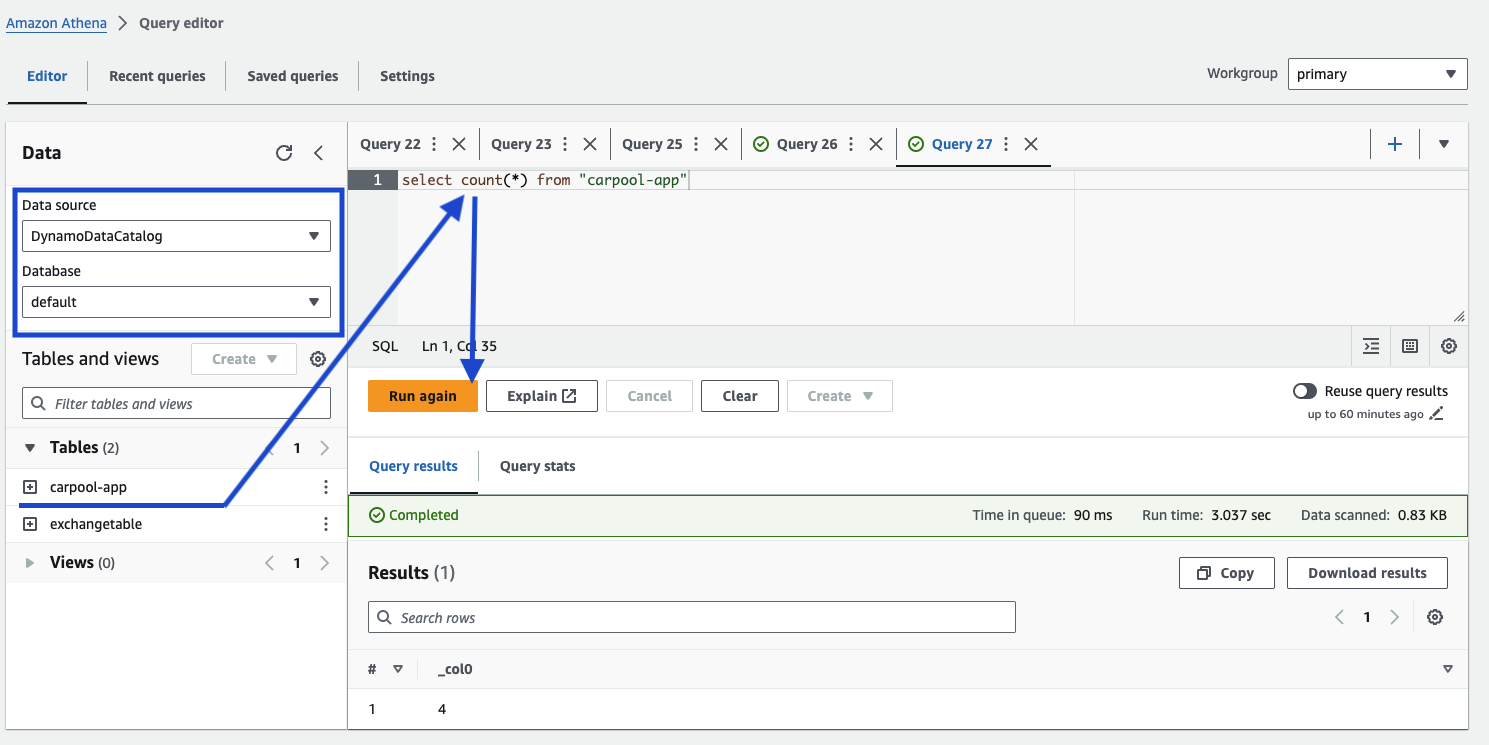 Amazon Athena > Query editor
Editor Recent queries Saved queries Settings
Workgroup primary
Data
Data source
DynamoDataCatalog
Database
default
Tables and views Create
Filter tables and views
Tables (2) 1
carpool-app
exchangetable
Views (0) 1
Query 22 Query 23 Query 25 Query 26 Query 27
1 select count(*) from "carpool-app"
SQL Ln 1, Col 35
Run again Explain Cancel Clear Create
Reuse query results
up to 60 minutes ago
Query results Query stats
Completed Time in queue: 90 ms Run time: 3.037 sec Data scanned: 0.83 KB
Results (1) Copy Download results
Search rows 1
# _col0
1 4